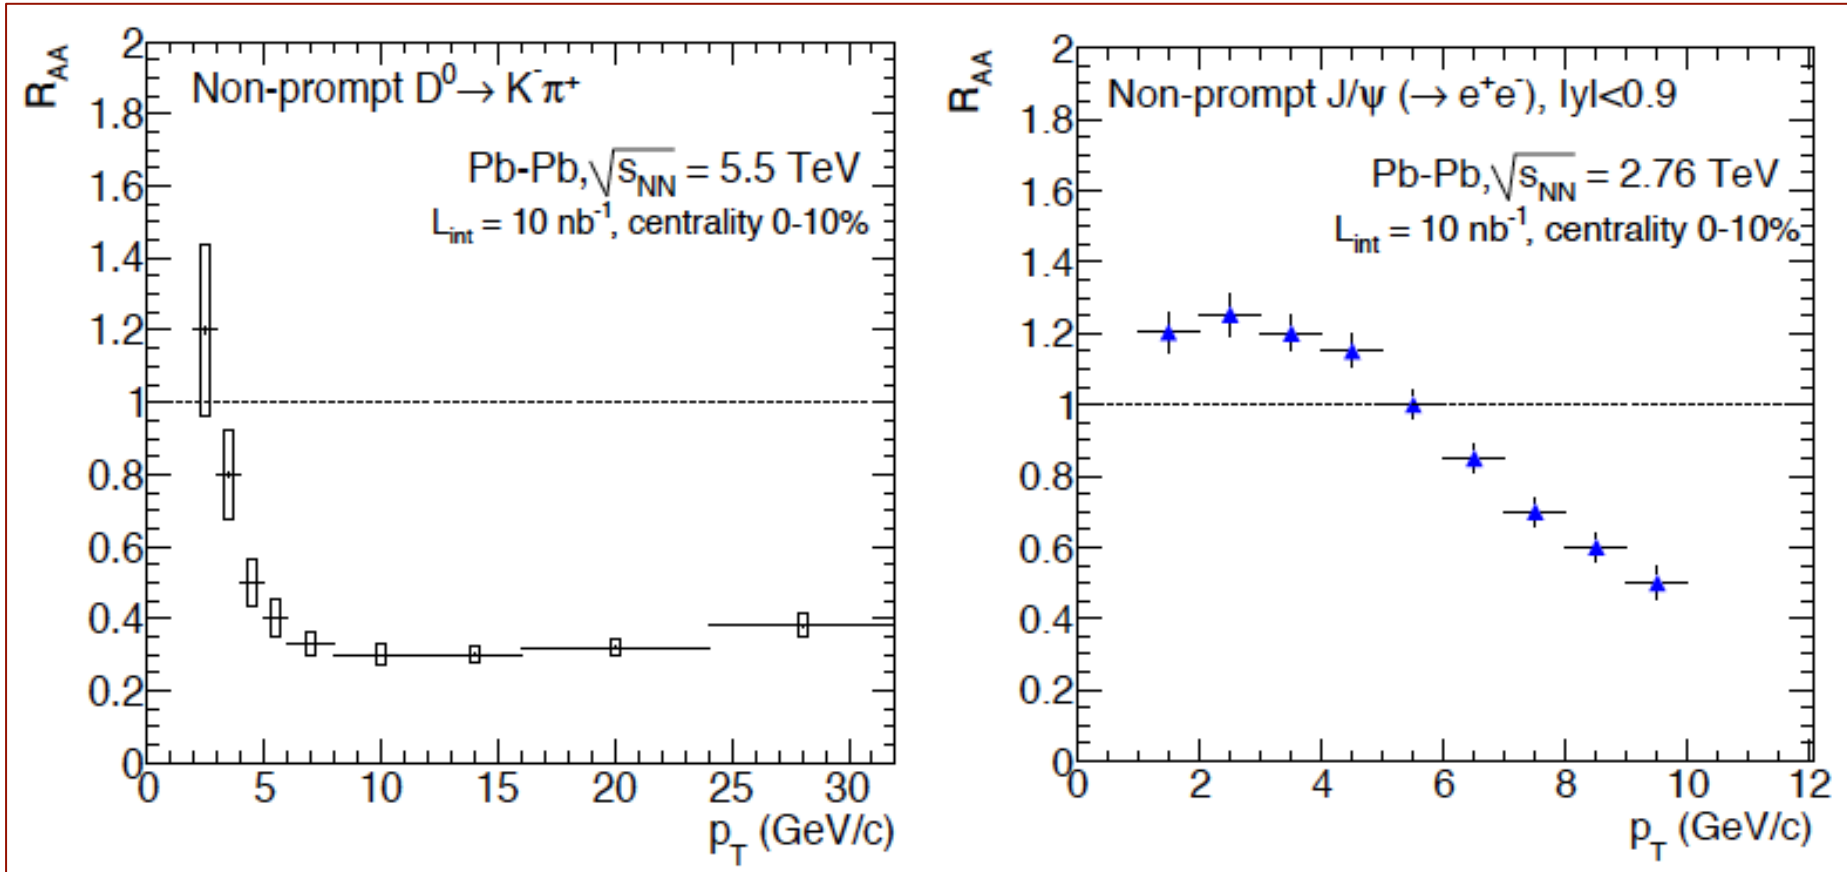 R_AA
2
1.8
1.6
1.4
1.2
1
0.8
0.6
0.4
0.2
0
Non-prompt D⁰→ K⁻π⁺
Pb-Pb,√s_NN = 5.5 TeV
L_int = 10 nb⁻¹, centrality 0-10%
0 5 10 15 20 25 30
p_T (GeV/c)
R_AA
2
1.8
1.6
1.4
1.2
1
0.8
0.6
0.4
0.2
0
Non-prompt J/ψ (→ e⁺e⁻), |y|<0.9
Pb-Pb,√s_NN = 2.76 TeV
L_int = 10 nb⁻¹, centrality 0-10%
0 2 4 6 8 10 12
p_T (GeV/c)